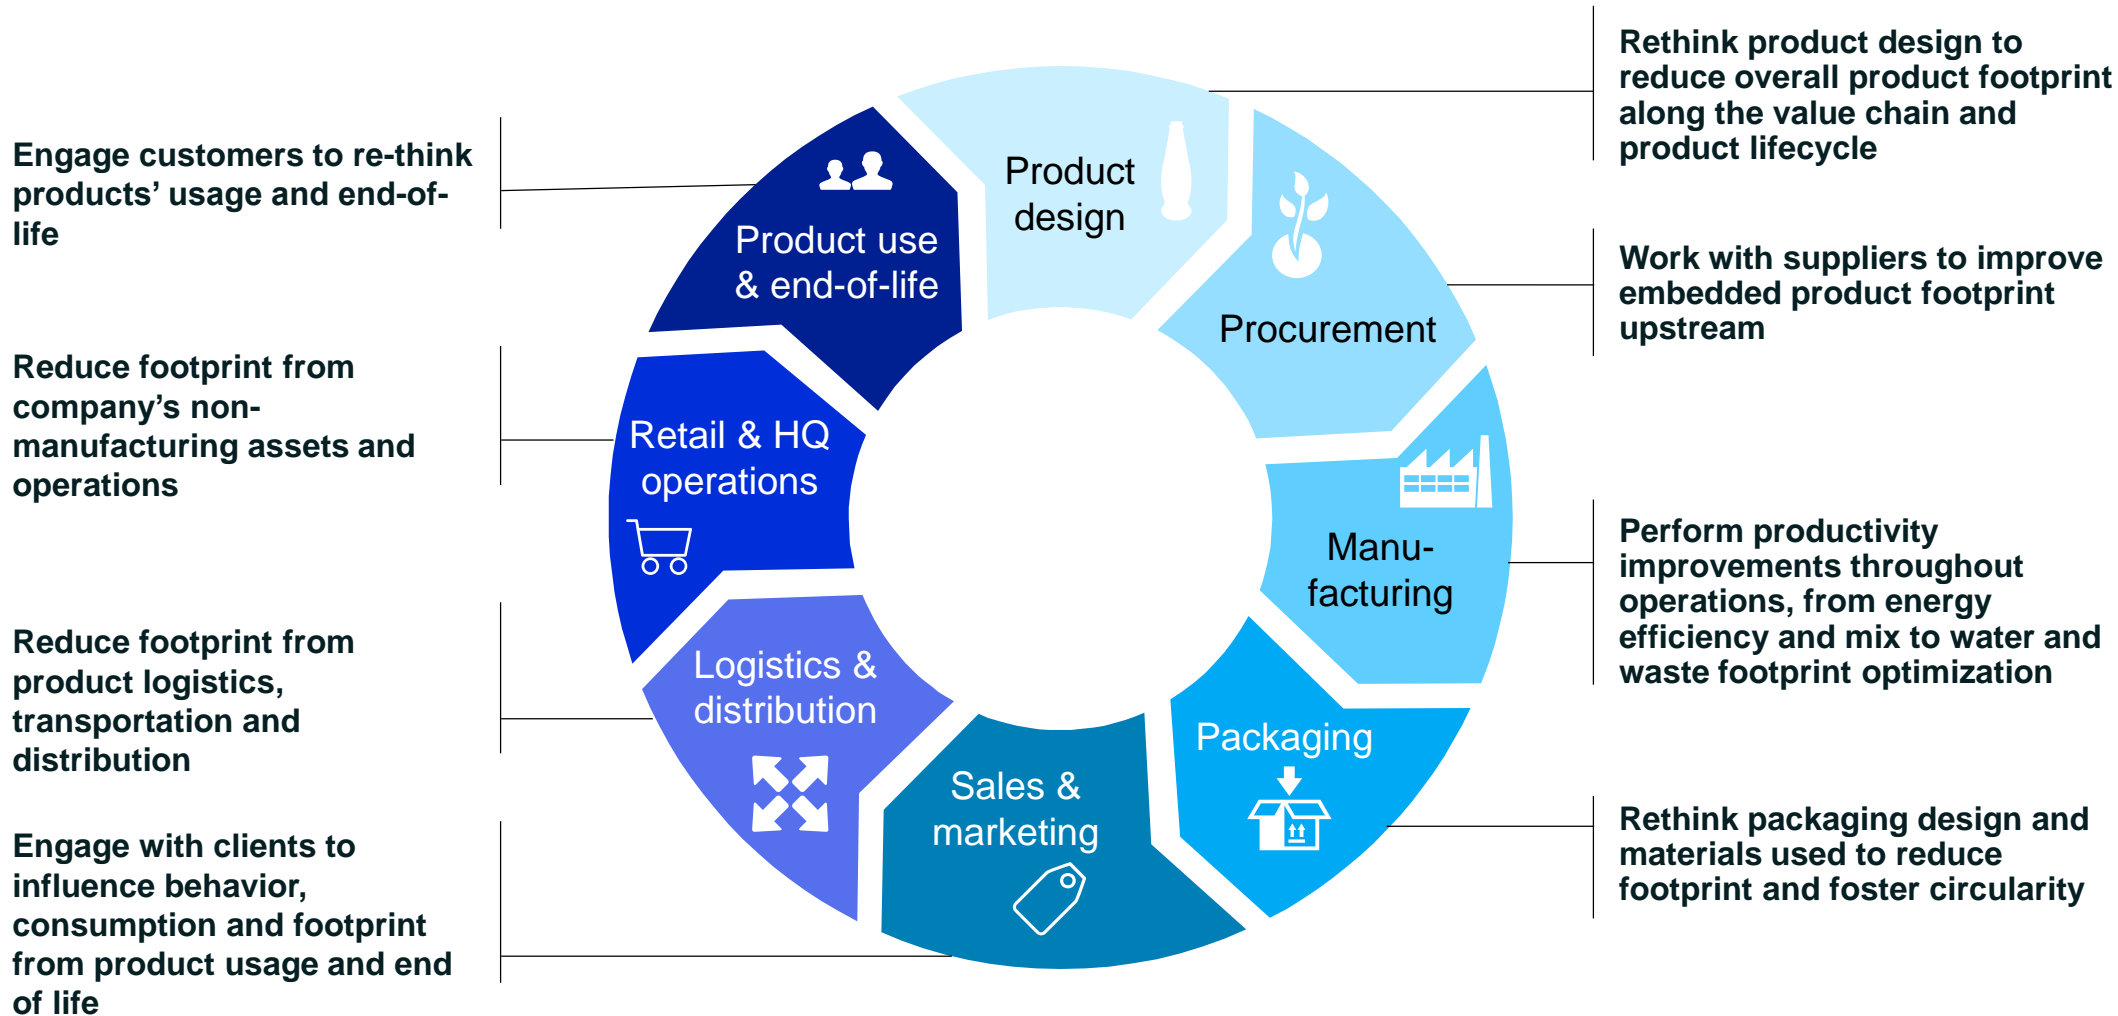 Product
design
Rethink product design to
reduce overall product footprint
along the value chain and
product lifecycle
Procurement
Work with suppliers to improve
embedded product footprint
upstream
Manu-
facturing
Perform productivity
improvements throughout
operations, from energy
efficiency and mix to water and
waste footprint optimization
Packaging
Rethink packaging design and
materials used to reduce
footprint and foster circularity
Sales &
marketing
Engage with clients to
influence behavior,
consumption and footprint
from product usage and end
of life
Logistics &
distribution
Reduce footprint from
product logistics,
transportation and
distribution
Retail & HQ
operations
Reduce footprint from
company’s non-
manufacturing assets and
operations
Product use
& end-of-life
Engage customers to re-think
products’ usage and end-of-
life